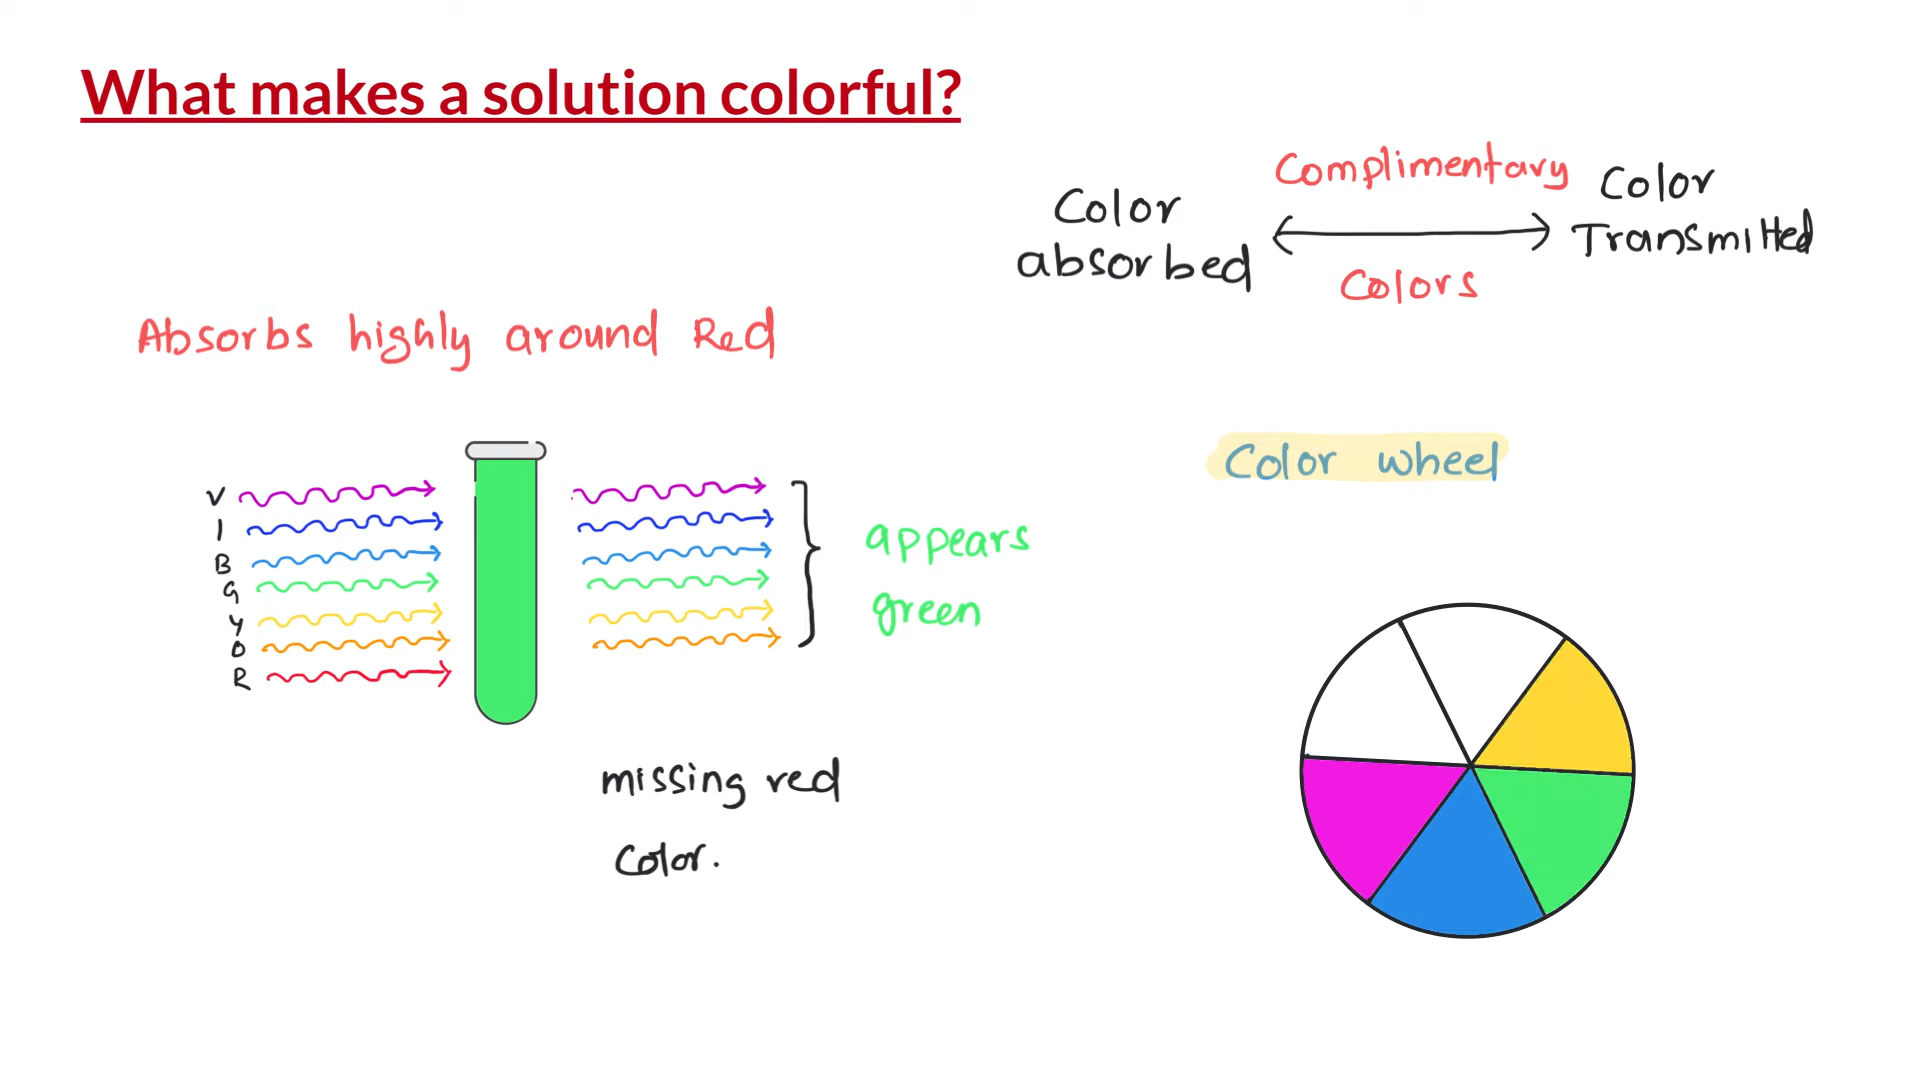 What makes a solution colorful?
Complimentary
Color absorbed
Color Transmitted
Colors
Absorbs highly around Red
Color wheel
V
I
B
G
Y
O
R
appears
green
missing red
Color.